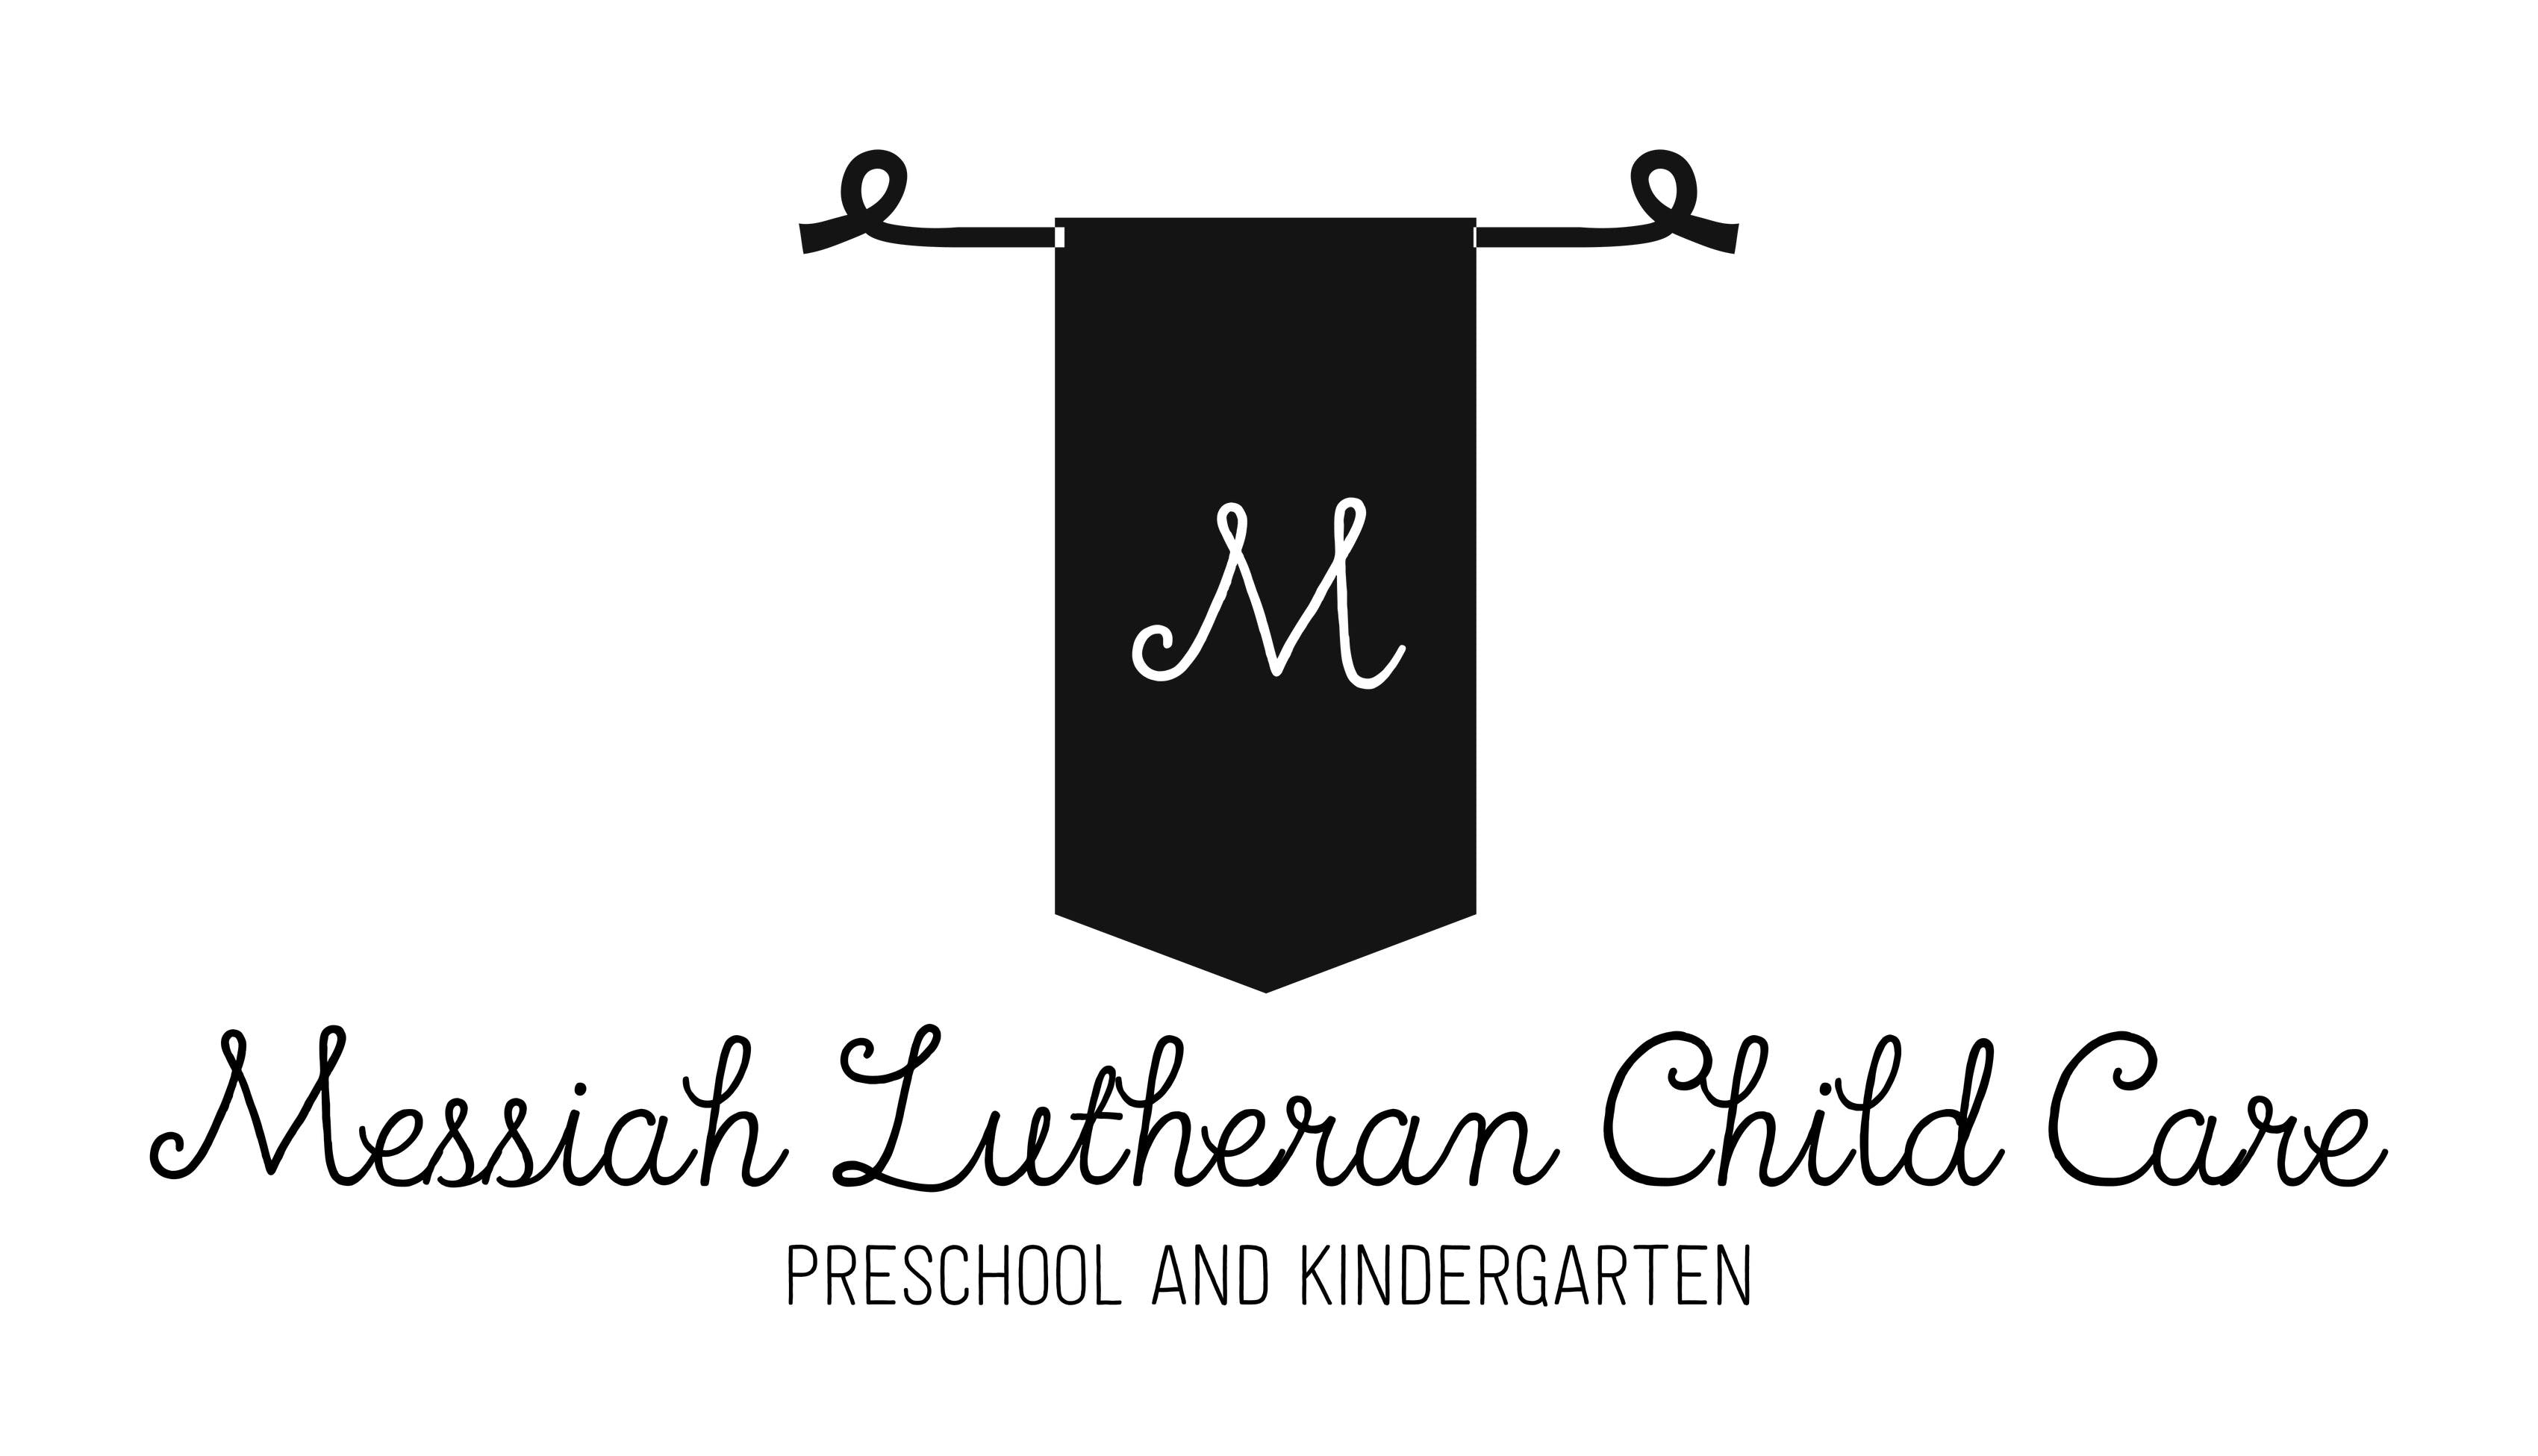 M
Messiah Lutheran Child Care
PRESCHOOL AND KINDERGARTEN